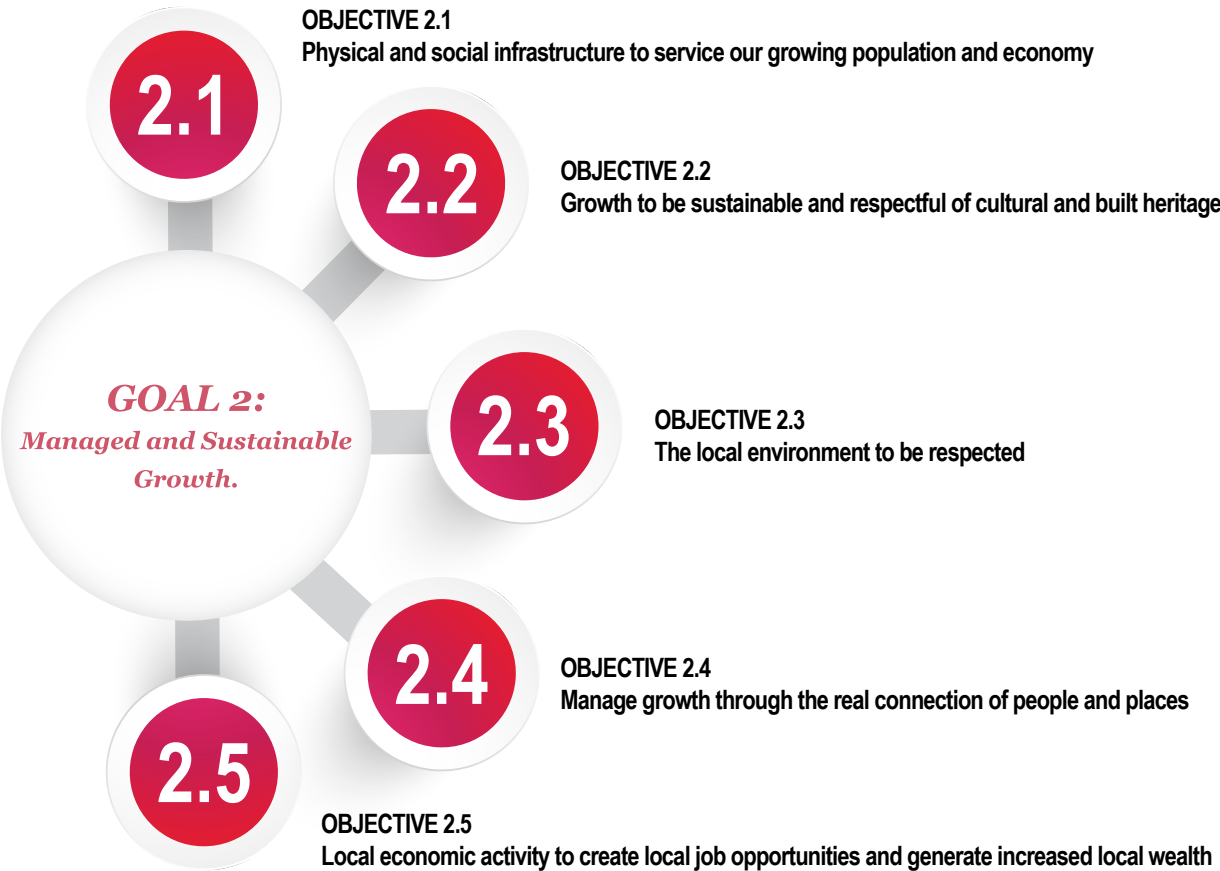 OBJECTIVE 2.1
Physical and social infrastructure to service our growing population and economy
2.1
2.2
OBJECTIVE 2.2
Growth to be sustainable and respectful of cultural and built heritage
GOAL 2:
Managed and Sustainable
Growth.
2.3
OBJECTIVE 2.3
The local environment to be respected
2.4
OBJECTIVE 2.4
Manage growth through the real connection of people and places
2.5
OBJECTIVE 2.5
Local economic activity to create local job opportunities and generate increased local wealth